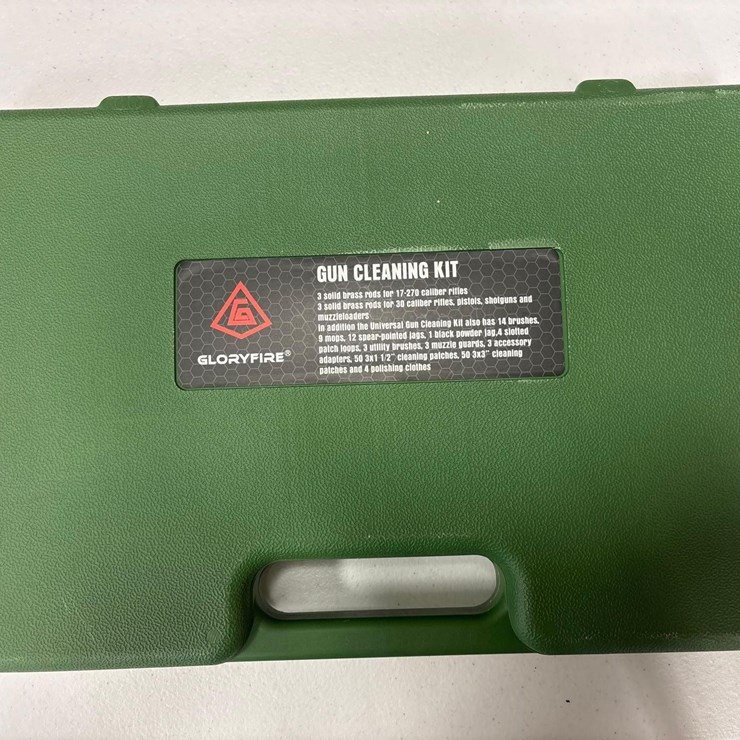 GUN CLEANING KIT
3 solid brass rods for 17-270 caliber rifles
3 solid brass rods for 30 caliber rifles, pistols, shotguns and
muzzleloaders
In addition the Universal Gun Cleaning Kit also has 14 brushes,
9 mops, 12 spear-pointed jags, 1 black powder jag,4 slotted
patch loops, 3 utility brushes, 3 muzzle guards, 3 accessory
adapters, 50 3x1 1/2" cleaning patches, 50 3x3" cleaning
patches and 4 polishing clothes
GLORYFIRE®